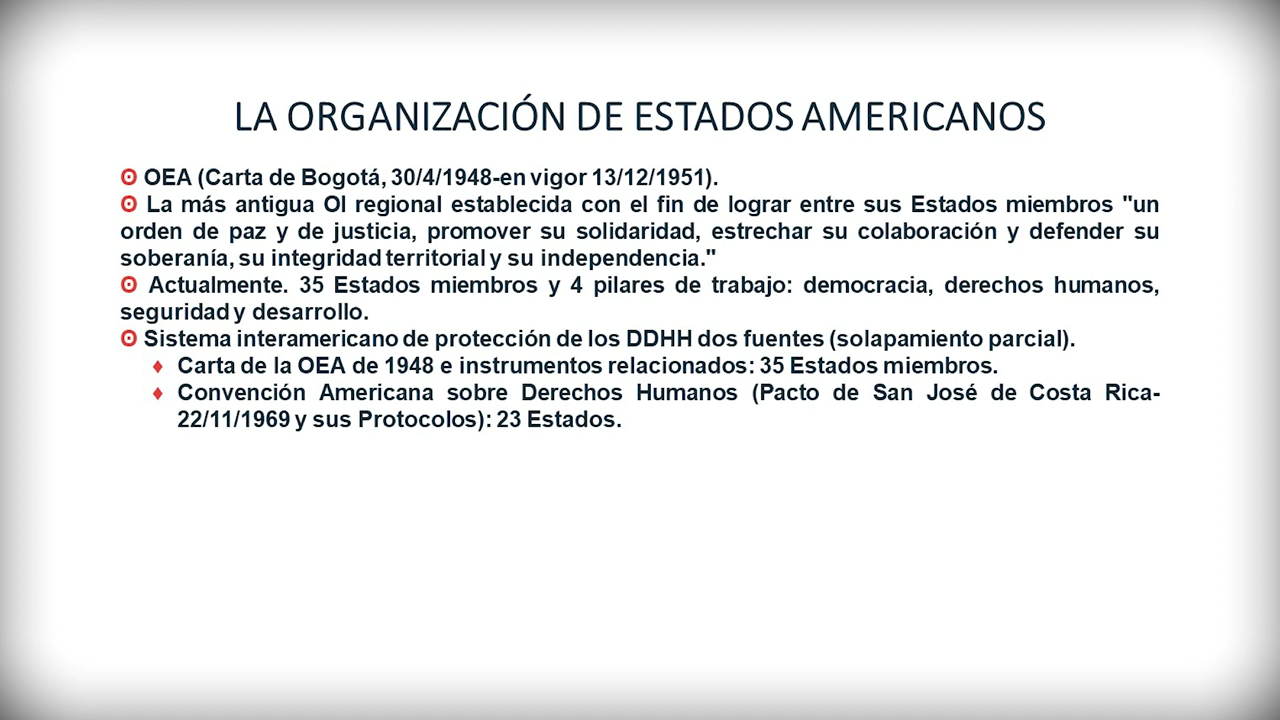 LA ORGANIZACIÓN DE ESTADOS AMERICANOS
ʘ OEA (Carta de Bogotá, 30/4/1948-en vigor 13/12/1951).
ʘ La más antigua OI regional establecida con el fin de lograr entre sus Estados miembros "un
orden de paz y de justicia, promover su solidaridad, estrechar su colaboración y defender su
soberanía, su integridad territorial y su independencia."
ʘ Actualmente. 35 Estados miembros y 4 pilares de trabajo: democracia, derechos humanos,
seguridad y desarrollo.
ʘ Sistema interamericano de protección de los DDHH dos fuentes (solapamiento parcial).
♦ Carta de la OEA de 1948 e instrumentos relacionados: 35 Estados miembros.
♦ Convención Americana sobre Derechos Humanos (Pacto de San José de Costa Rica-
22/11/1969 y sus Protocolos): 23 Estados.